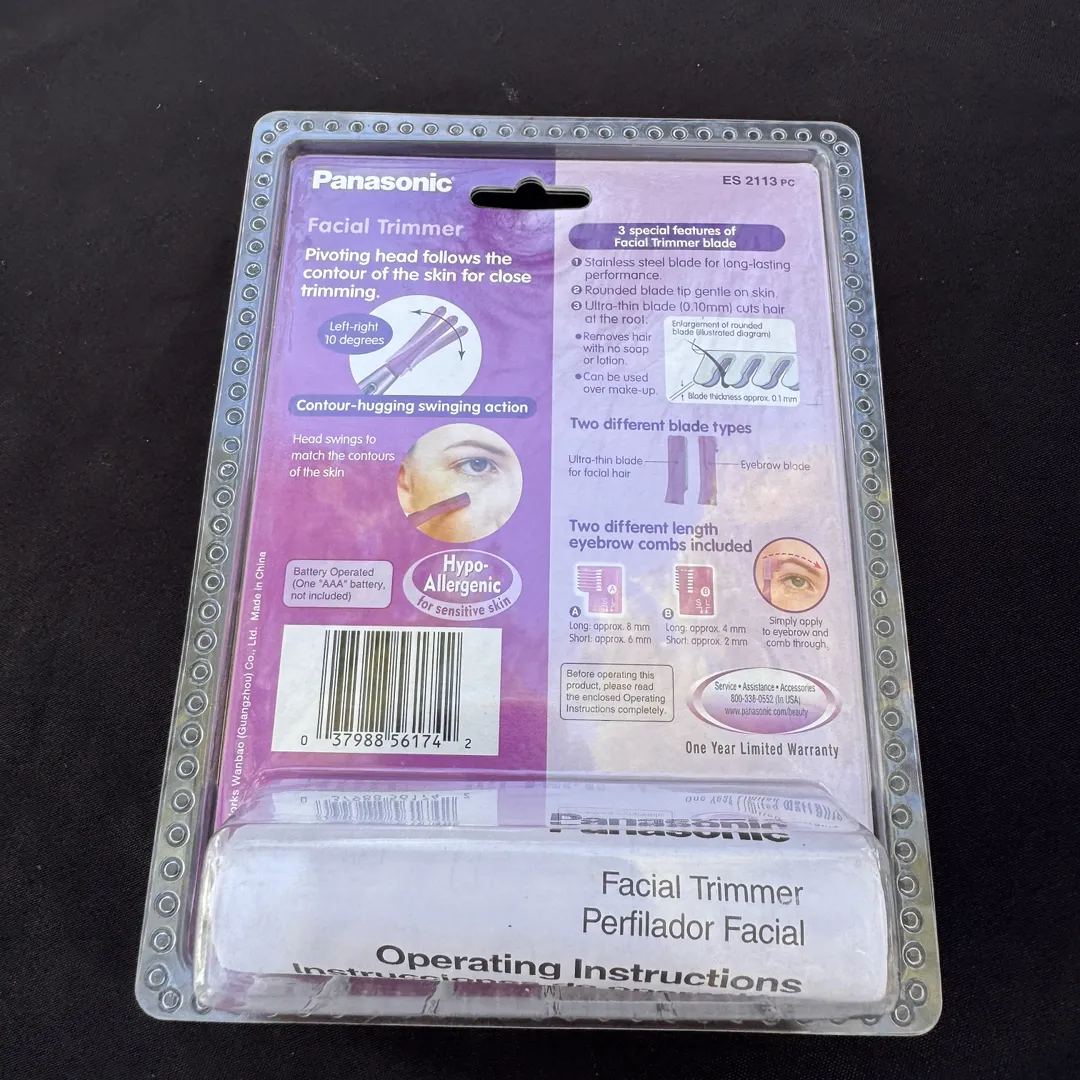 Panasonic
ES 2113 PC
Facial Trimmer
Pivoting head follows the
contour of the skin for close
trimming.
Left-right
10 degrees
Contour-hugging swinging action
Head swings to
match the contours
of the skin
Battery Operated
(One "AAA" battery,
not included)
Hypo-
Allergenic
for sensitive skin
Wanbao (Guangzhou) Co., Ltd. Made in China
0 37988 56174 2
3 special features of
Facial Trimmer blade
① Stainless steel blade for long-lasting
performance.
② Rounded blade tip gentle on skin.
③ Ultra-thin blade (0.10mm) cuts hair
at the root.
•Removes hair
with no soap
or lotion.
•Can be used
over make-up.
Enlargement of rounded
blade (illustrated diagram)
Blade thickness approx. 0.1 mm
Two different blade types
Ultra-thin blade
for facial hair
Eyebrow blade
Two different length
eyebrow combs included
A
B
A
Long: approx. 8 mm
Short: approx. 6 mm
B
Long: approx. 4 mm
Short: approx. 2 mm
Simply apply
to eyebrow and
comb through.
Before operating this
product, please read
the enclosed Operating
Instructions completely.
Service • Assistance • Accessories
800-338-0552 (In USA)
www.panasonic.com/beauty
One Year Limited Warranty
Panasonic
Facial Trimmer
Perfilador Facial
Operating Instructions